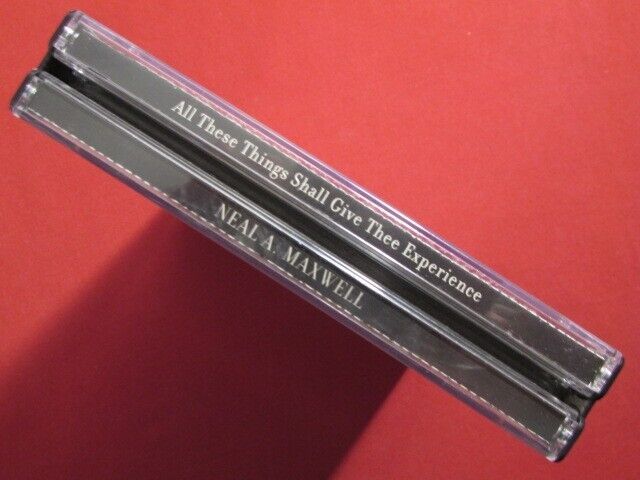 All These Things Shall Give Thee Experience
NEAL A. MAXWELL